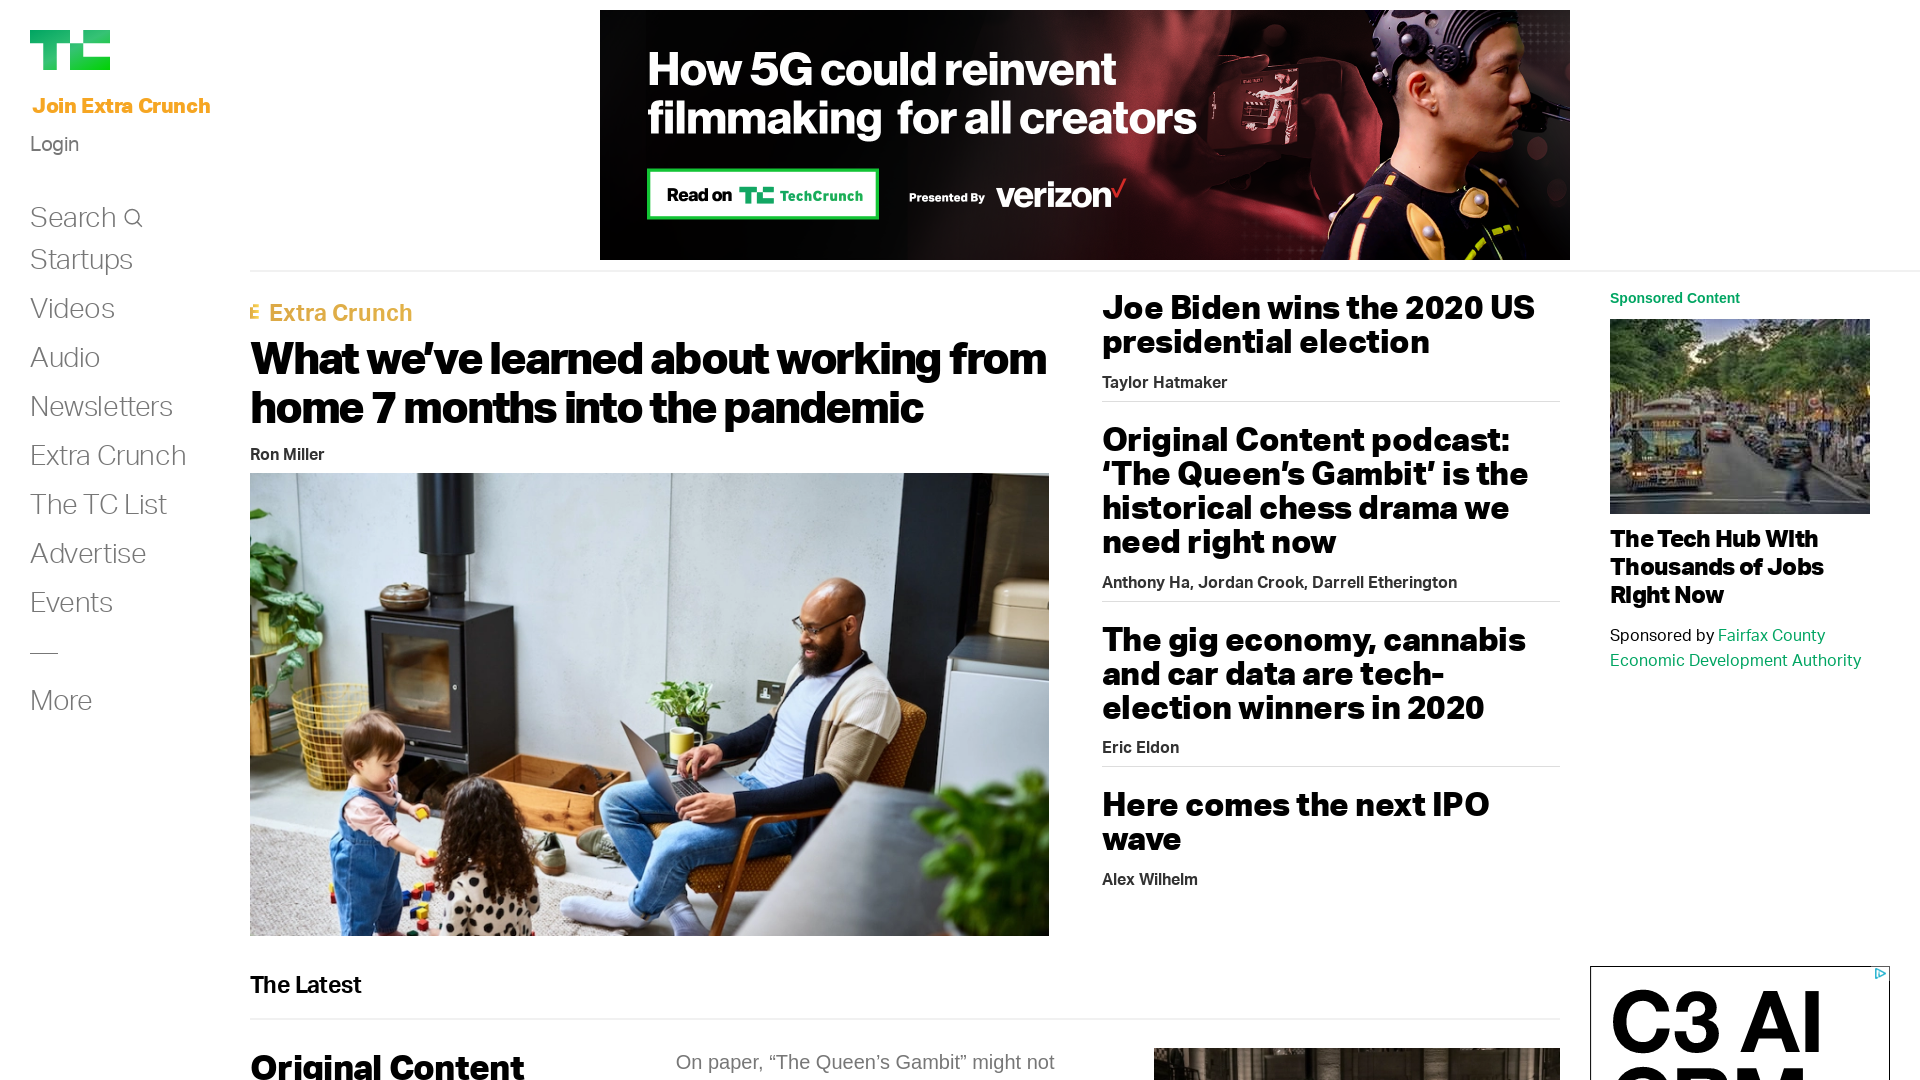 TC
Join Extra Crunch
Login
Search
Startups
Videos
Audio
Newsletters
Extra Crunch
The TC List
Advertise
Events
More
How 5G could reinvent
filmmaking for all creators
Read on TC TechCrunch
Presented By verizon✓
Extra Crunch
What we’ve learned about working from
home 7 months into the pandemic
Ron Miller
Joe Biden wins the 2020 US
presidential election
Taylor Hatmaker
Original Content podcast:
‘The Queen’s Gambit’ is the
historical chess drama we
need right now
Anthony Ha, Jordan Crook, Darrell Etherington
The gig economy, cannabis
and car data are tech-
election winners in 2020
Eric Eldon
Here comes the next IPO
wave
Alex Wilhelm
Sponsored Content
TROLLEY
The Tech Hub WIth
Thousands of Jobs
RIght Now
Sponsored by Fairfax County
Economic Development Authority
The Latest
Original Content
On paper, “The Queen’s Gambit” might not
C3 AI
CRM